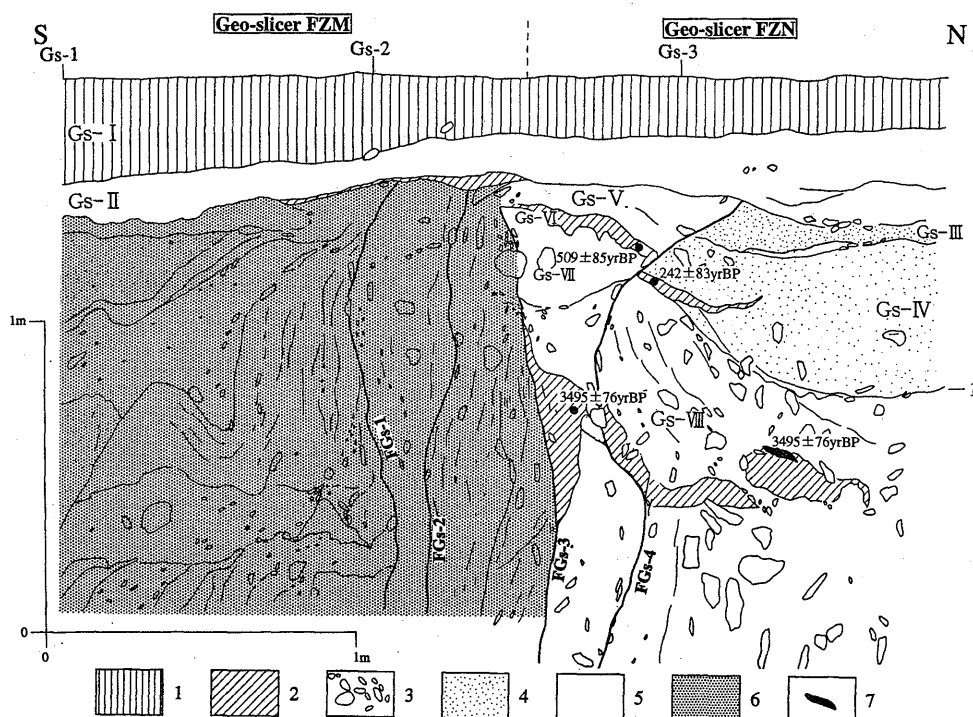 Geo-slicer FZM
Geo-slicer FZN
S
N
Gs-1
Gs-2
Gs-3
Gs-Ⅰ
Gs-Ⅱ
Gs-Ⅴ
Gs-Ⅵ
Gs-Ⅲ
509±85yrBP
242±83yrBP
Gs-Ⅶ
Gs-Ⅳ
1m
3495±76yrBP
Gs-Ⅷ
3495±76yrBP
FGs-1
FGs-2
FGs-3
FGs-4
0
0
1m
1
2
3
4
5
6
7